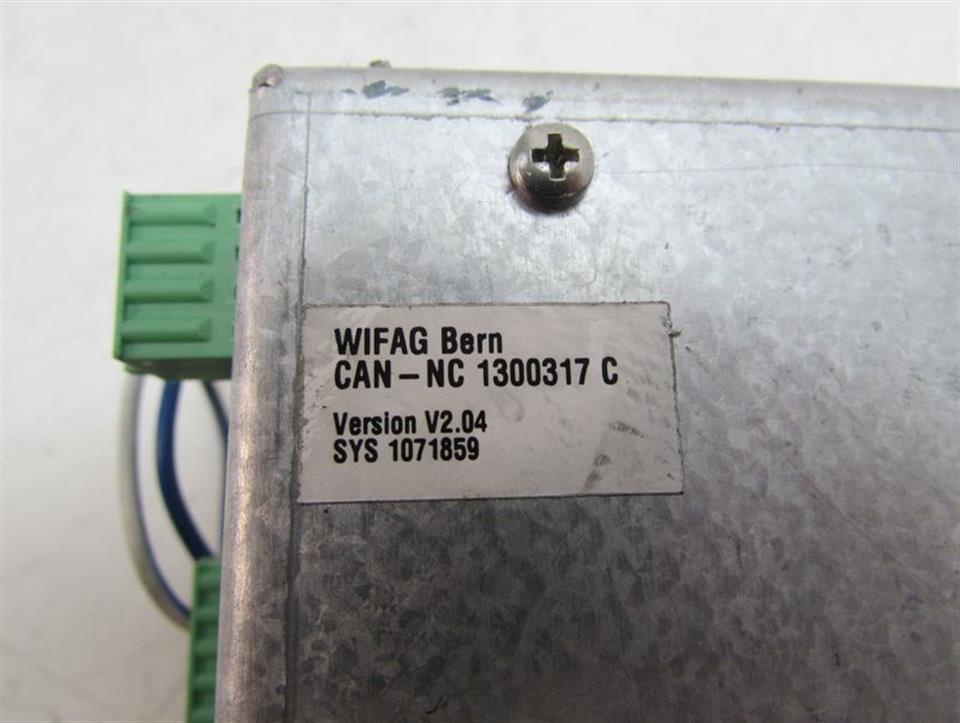 WIFAG Bern
CAN-NC 1300317 C
Version V2.04
SYS 1071859